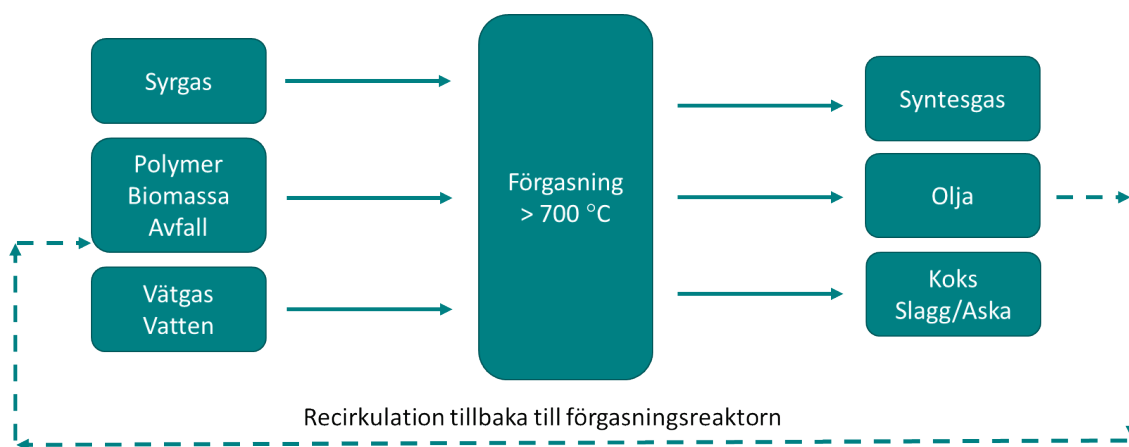 Syrgas
Polymer
Biomassa
Avfall
Vätgas
Vatten
Förgasning
> 700 °C
Syntesgas
Olja
Koks
Slagg/Aska
Recirkulation tillbaka till förgasningsreaktorn